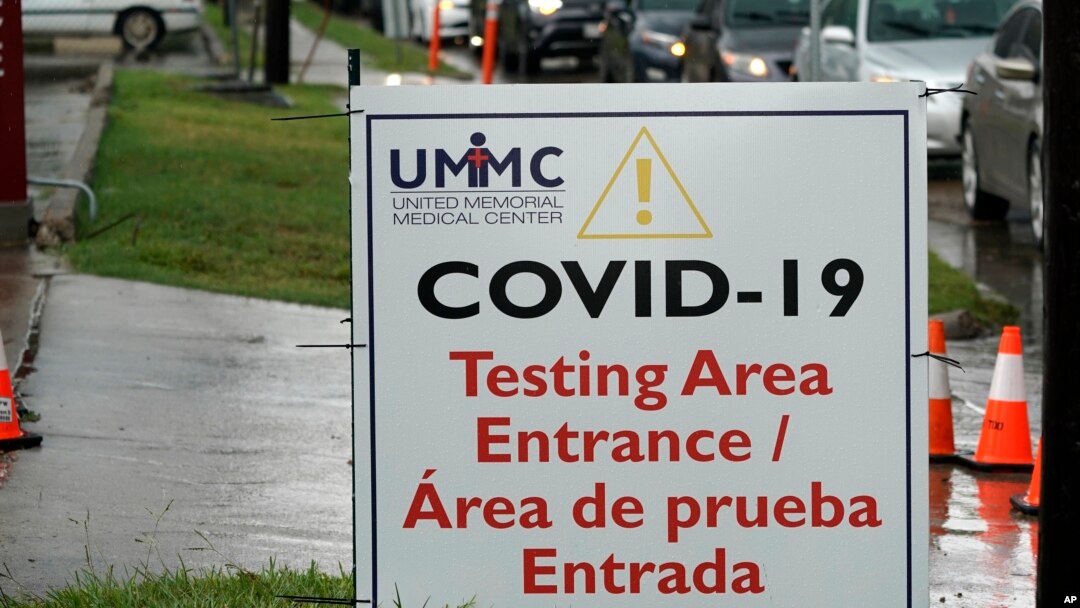 UMMC
UNITED MEMORIAL
MEDICAL CENTER
!
COVID-19
Testing Area
Entrance /
Área de prueba
Entrada
AP